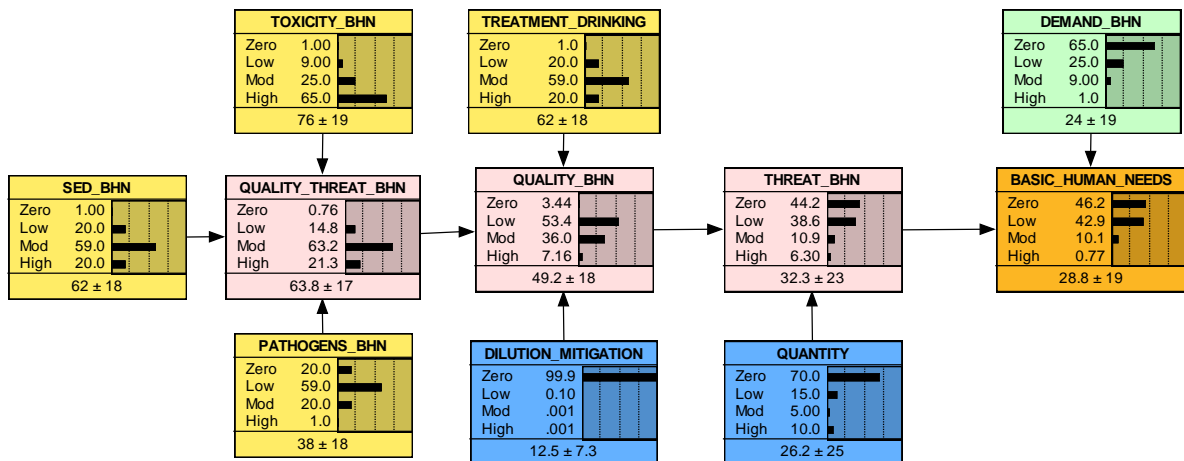 TOXICITY_BHN
Zero 1.00
Low 9.00
Mod 25.0
High 65.0
76 ± 19
TREATMENT_DRINKING
Zero 1.0
Low 20.0
Mod 59.0
High 20.0
62 ± 18
DEMAND_BHN
Zero 65.0
Low 25.0
Mod 9.00
High 1.0
24 ± 19
SED_BHN
Zero 1.00
Low 20.0
Mod 59.0
High 20.0
62 ± 18
QUALITY_THREAT_BHN
Zero 0.76
Low 14.8
Mod 63.2
High 21.3
63.8 ± 17
QUALITY_BHN
Zero 3.44
Low 53.4
Mod 36.0
High 7.16
49.2 ± 18
THREAT_BHN
Zero 44.2
Low 38.6
Mod 10.9
High 6.30
32.3 ± 23
BASIC_HUMAN_NEEDS
Zero 46.2
Low 42.9
Mod 10.1
High 0.77
28.8 ± 19
PATHOGENS_BHN
Zero 20.0
Low 59.0
Mod 20.0
High 1.0
38 ± 18
DILUTION_MITIGATION
Zero 99.9
Low 0.10
Mod .001
High .001
12.5 ± 7.3
QUANTITY
Zero 70.0
Low 15.0
Mod 5.00
High 10.0
26.2 ± 25